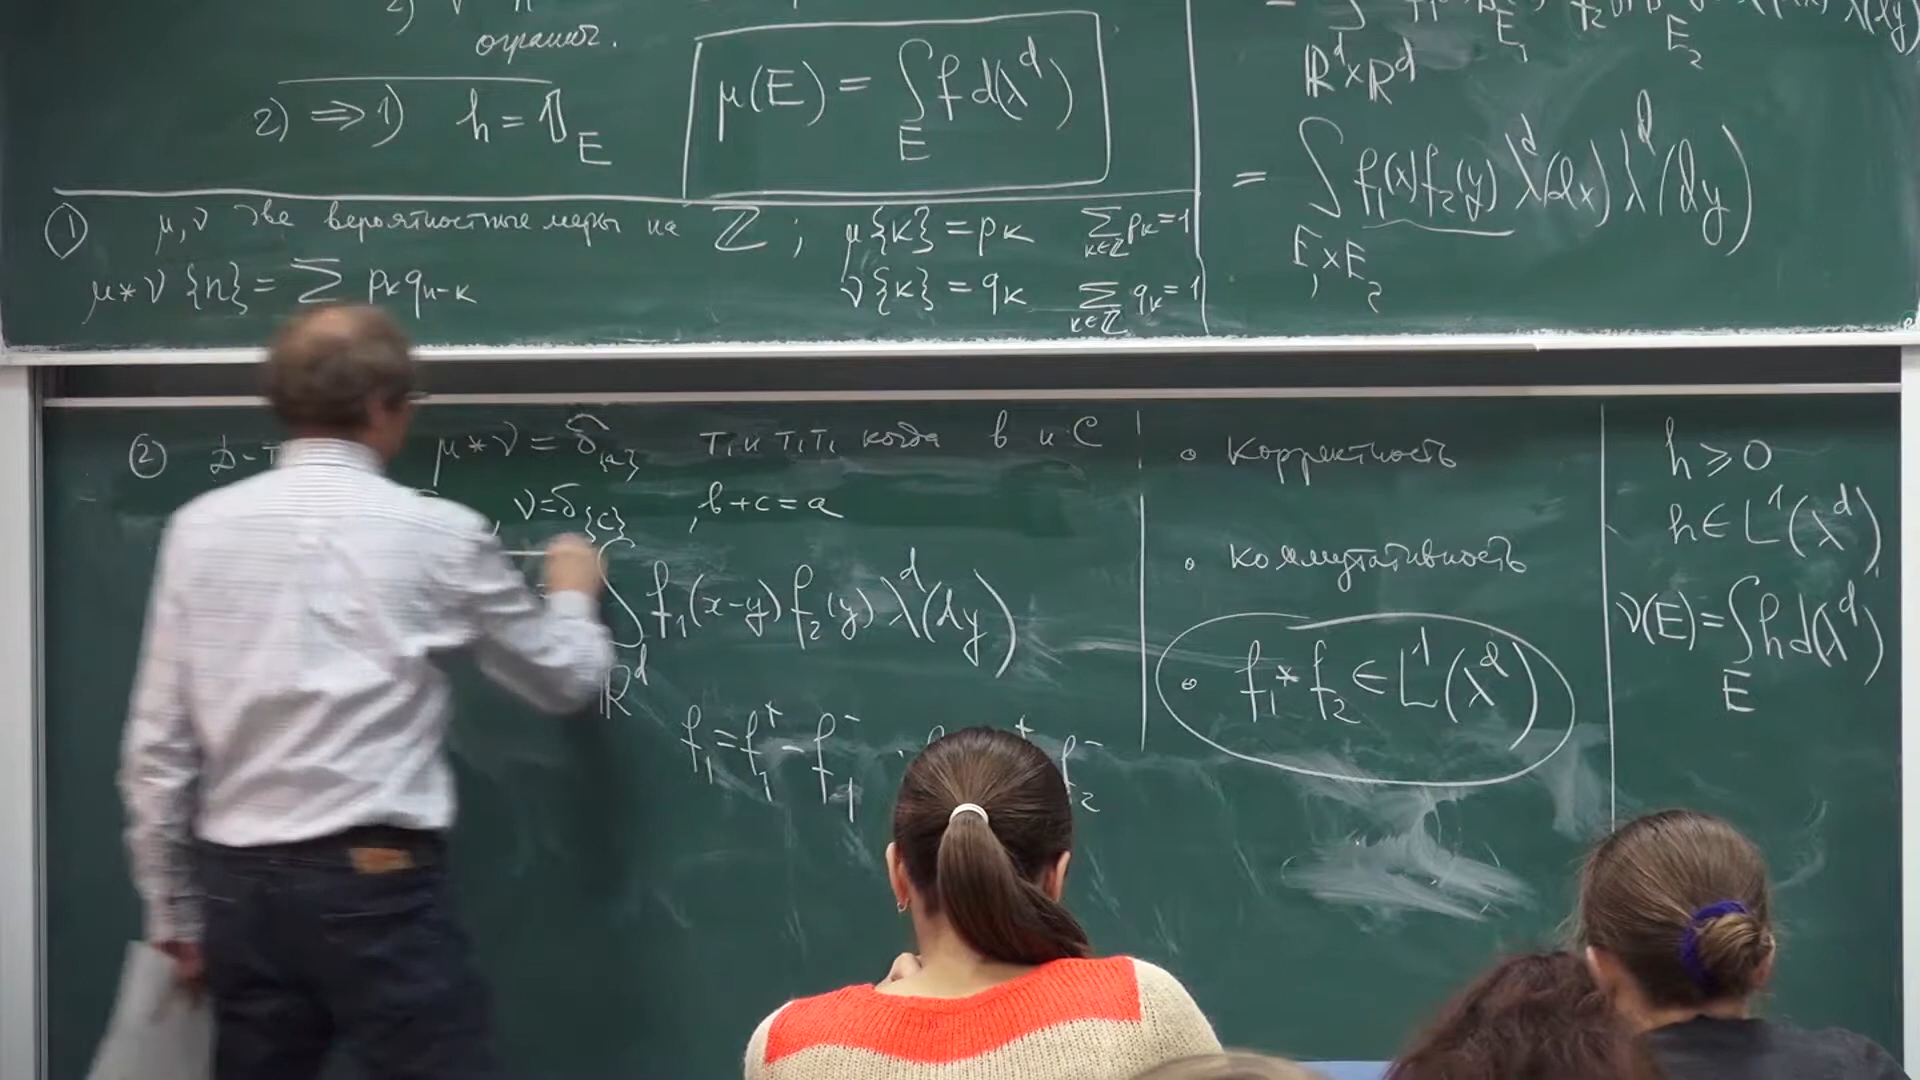 огранич.
2) ⇒ 1) h = 𝟙_E
μ(E) = ∫_E f d(λ^d)
ℝ^d × ℝ^d
= ∫_{E_1×E_2} f_1(x) f_2(y) λ^d(dx) λ^d(dy)
① μ, ν две вероятностные меры на ℤ ; μ{k} = p_k ∑_{k∈ℤ} p_k = 1
μ*ν {n} = ∑ p_k q_{n-k} ν{k} = q_k ∑_{k∈ℤ} q_k = 1
② μ*ν = δ_{a} т. и т.т. когда
, ν = δ_{c} , b+c=a
∫_{ℝ^d} f_1(x-y) f_2(y) λ^d(dy)
f_1 = f_1^+ - f_1^-
f_2^-
• Корректность
• Коммутативность
• f_1 * f_2 ∈ L^1(λ^d)
h ⩾ 0
h ∈ L^1(λ^d)
ν(E) = ∫_E h d(λ^d)